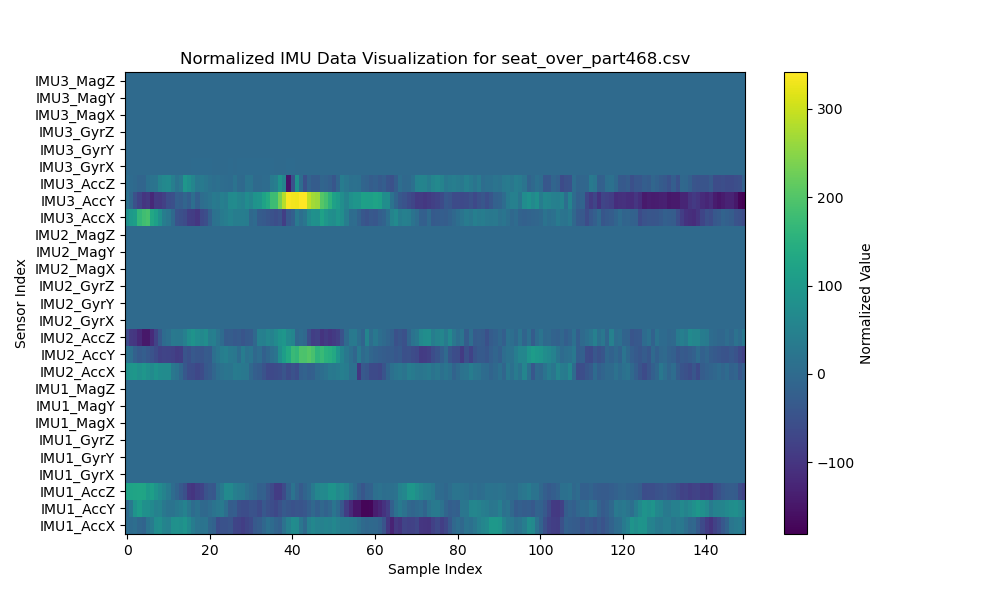 Normalized IMU Data Visualization for seat_over_part468.csv
IMU3_MagZ
IMU3_MagY
IMU3_MagX
IMU3_GyrZ
IMU3_GyrY
IMU3_GyrX
IMU3_AccZ
IMU3_AccY
IMU3_AccX
IMU2_MagZ
IMU2_MagY
IMU2_MagX
IMU2_GyrZ
IMU2_GyrY
IMU2_GyrX
IMU2_AccZ
IMU2_AccY
IMU2_AccX
IMU1_MagZ
IMU1_MagY
IMU1_MagX
IMU1_GyrZ
IMU1_GyrY
IMU1_GyrX
IMU1_AccZ
IMU1_AccY
IMU1_AccX
Sensor Index
0 20 40 60 80 100 120 140
Sample Index
300
200
100
0
−100
Normalized Value